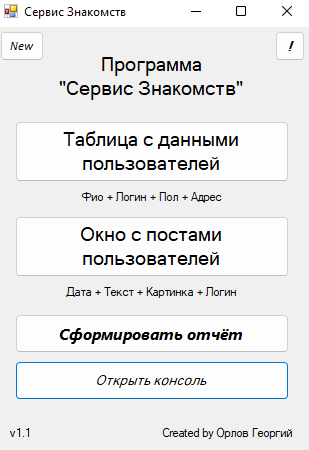 Сервис Знакомств
New
!
Программа
"Сервис Знакомств"
Таблица с данными
пользователей
Фио + Логин + Пол + Адрес
Окно с постами
пользователей
Дата + Текст + Картинка + Логин
Сформировать отчёт
Открыть консоль
v1.1
Created by Орлов Георгий